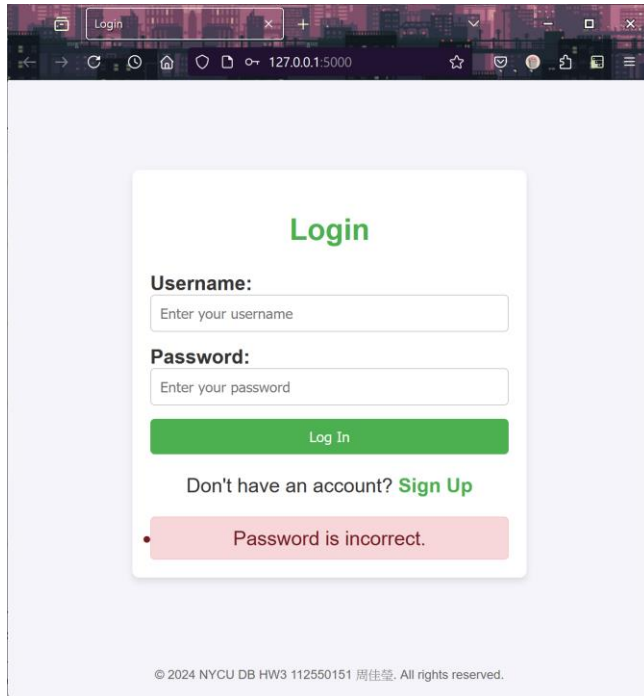 Login
127.0.0.1:5000
Login
Username:
Enter your username
Password:
Enter your password
Log In
Don't have an account? Sign Up
Password is incorrect.
© 2024 NYCU DB HW3 112550151 周佳瑩. All rights reserved.